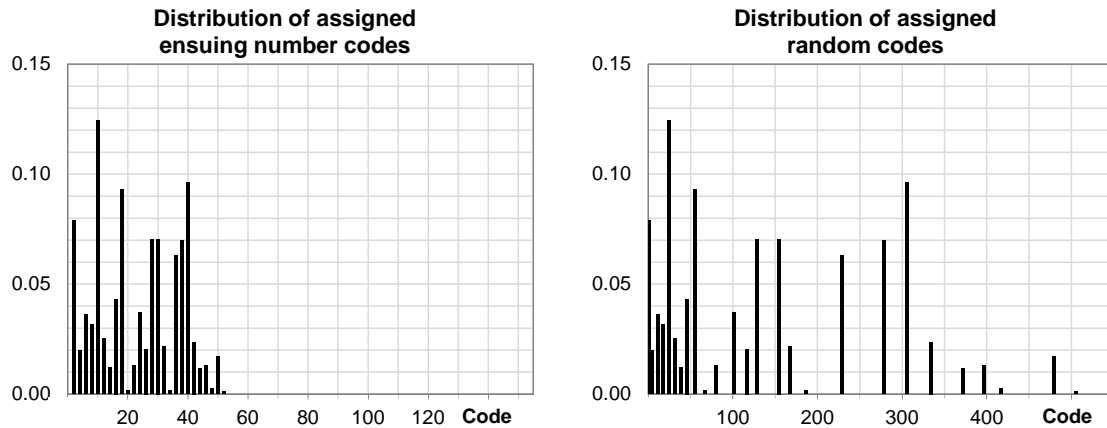 Distribution of assigned
ensuing number codes
0.15
0.10
0.05
0.00
20 40 60 80 100 120 Code
Distribution of assigned
random codes
0.15
0.10
0.05
0.00
100 200 300 400 Code